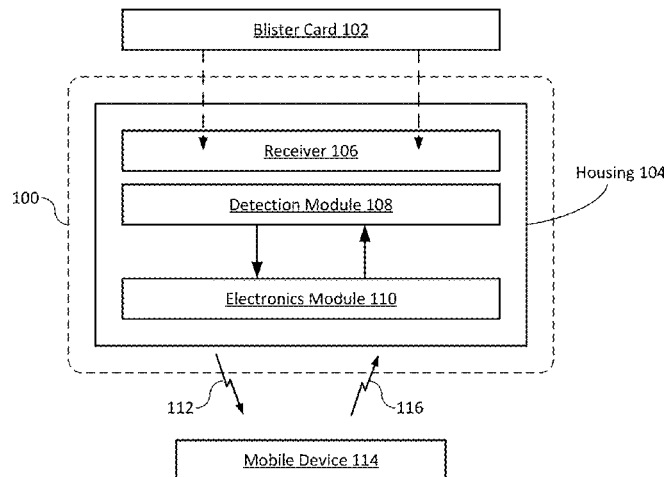 Blister Card 102
Receiver 106
Housing 104
100
Detection Module 108
Electronics Module 110
112
116
Mobile Device 114